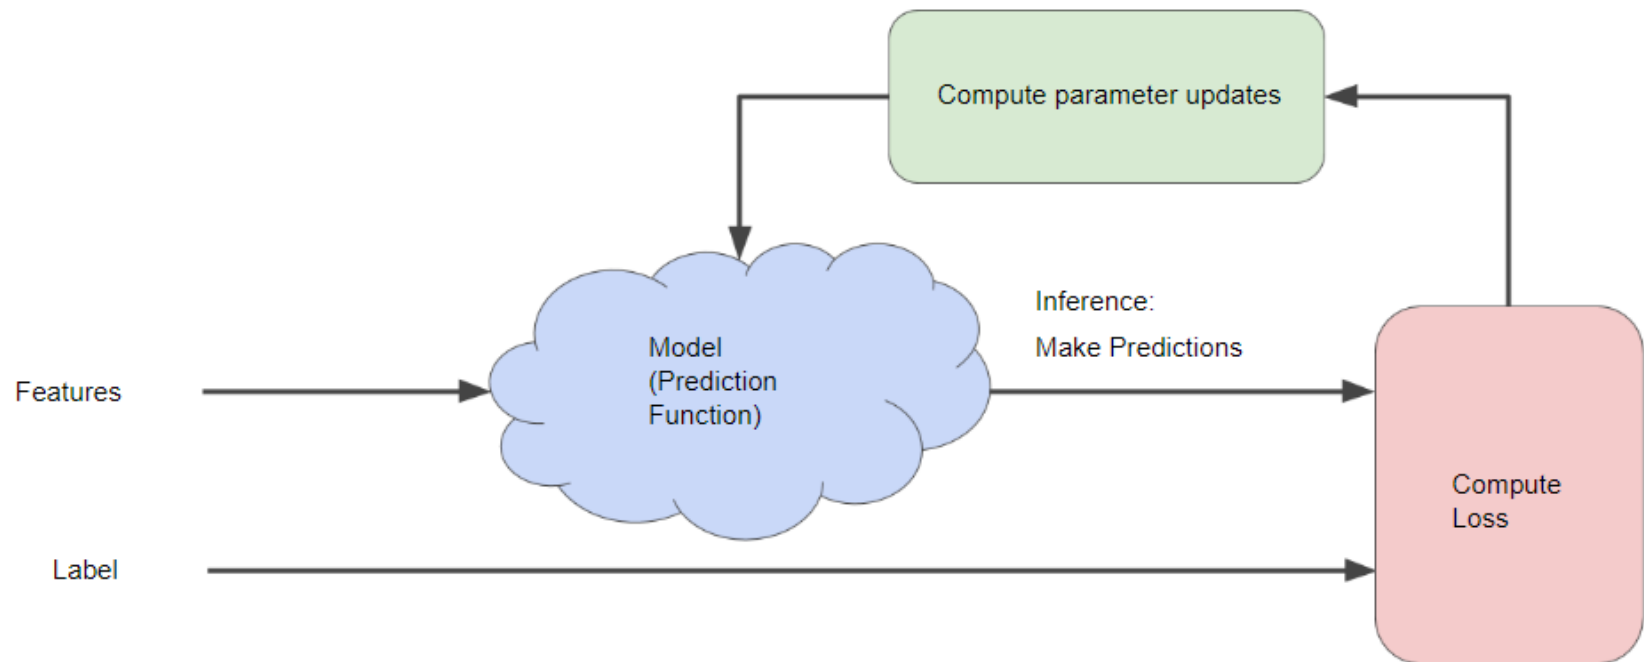 Compute parameter updates
Inference:
Make Predictions
Model
(Prediction
Function)
Features
Compute
Loss
Label